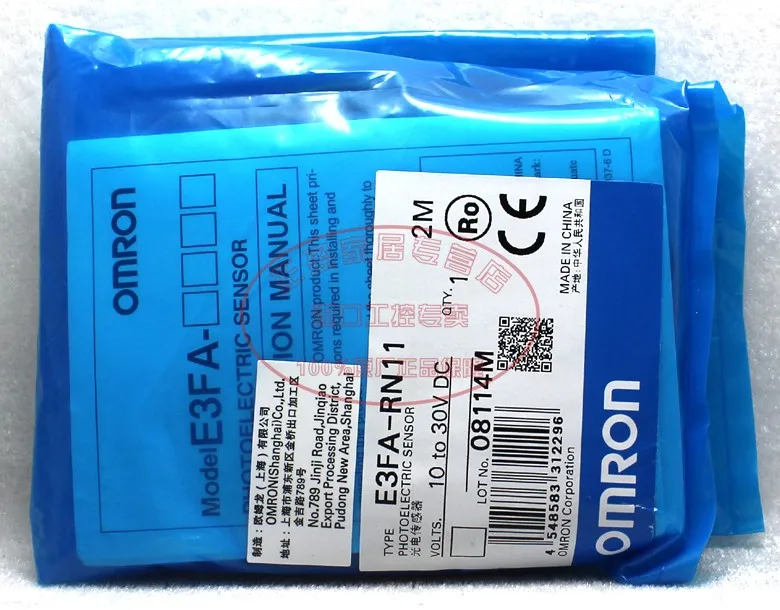 OMRON
Model E3FA-□□□□
PHOTOELECTRIC SENSOR
ION MANUAL
OMRON product. This sheet pri-
ons required in installing and
the sheet thoroughly to
制造: 欧姆龙(上海)有限公司
OMRON(Shanghai)Co.,Ltd.
地址: 上海市浦东新区金桥出口加工区
金吉路789号
No.789 Jinji Road,Jinqiao
Export Processing District,
Pudong New Area,Shanghai
TYPE E3FA-RN11 2M
PHOTOELECTRIC SENSOR
光电传感器
VOLTS. 10 to 30V DC QTY. 1
LOT No. 08114M
4 548583 312296
OMRON Corporation
Ro
CE
MADE IN CHINA
产地: 中华人民共和国
OMRON